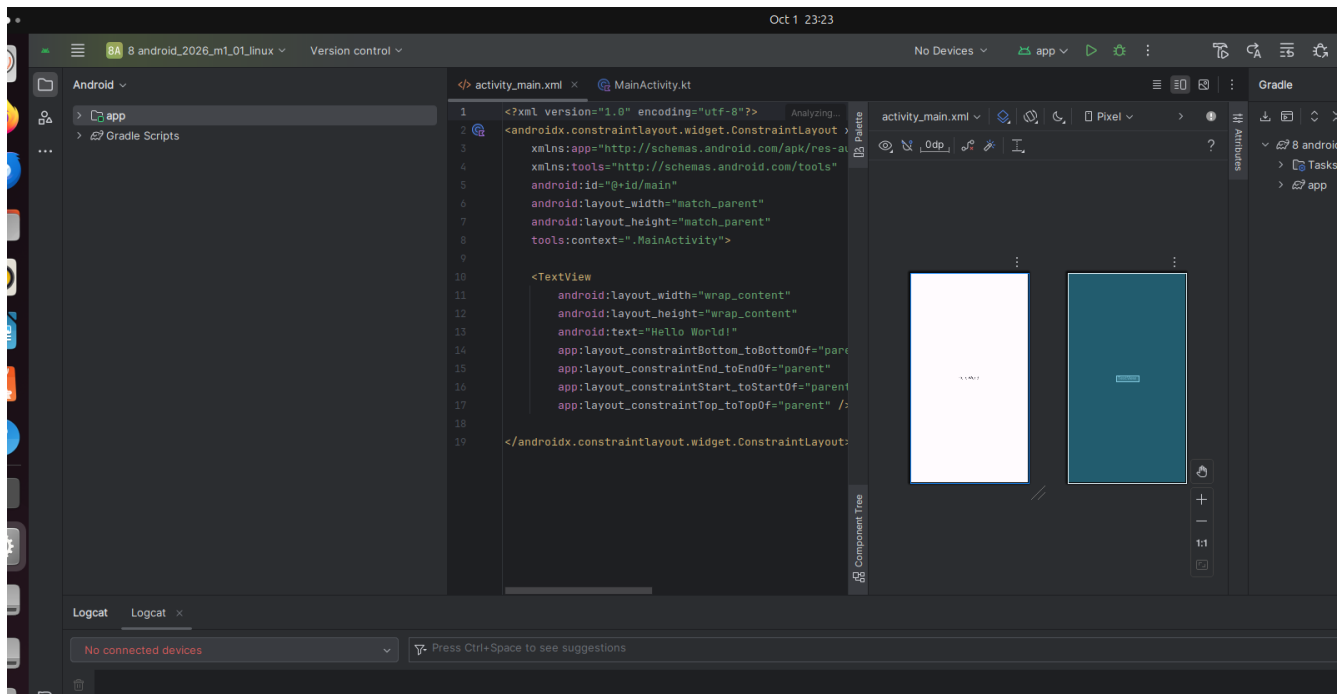 Oct 1 23:23
8A 8 android_2026_m1_01_linux Version control No Devices app
Android
activity_main.xml MainActivity.kt
Gradle
app
Gradle Scripts
1 <?xml version="1.0" encoding="utf-8"?> Analyzing...
2 <androidx.constraintlayout.widget.ConstraintLayout
3 xmlns:app="http://schemas.android.com/apk/res-au
4 xmlns:tools="http://schemas.android.com/tools"
5 android:id="@+id/main"
6 android:layout_width="match_parent"
7 android:layout_height="match_parent"
8 tools:context=".MainActivity">
9
10 <TextView
11 android:layout_width="wrap_content"
12 android:layout_height="wrap_content"
13 android:text="Hello World!"
14 app:layout_constraintBottom_toBottomOf="pare
15 app:layout_constraintEnd_toEndOf="parent"
16 app:layout_constraintStart_toStartOf="parent
17 app:layout_constraintTop_toTopOf="parent" />
18
19 </androidx.constraintlayout.widget.ConstraintLayout>
Palette
Component Tree
activity_main.xml Pixel
0dp ?
Attributes
1:1
8 androi
Tasks
app
Logcat Logcat
No connected devices
Press Ctrl+Space to see suggestions